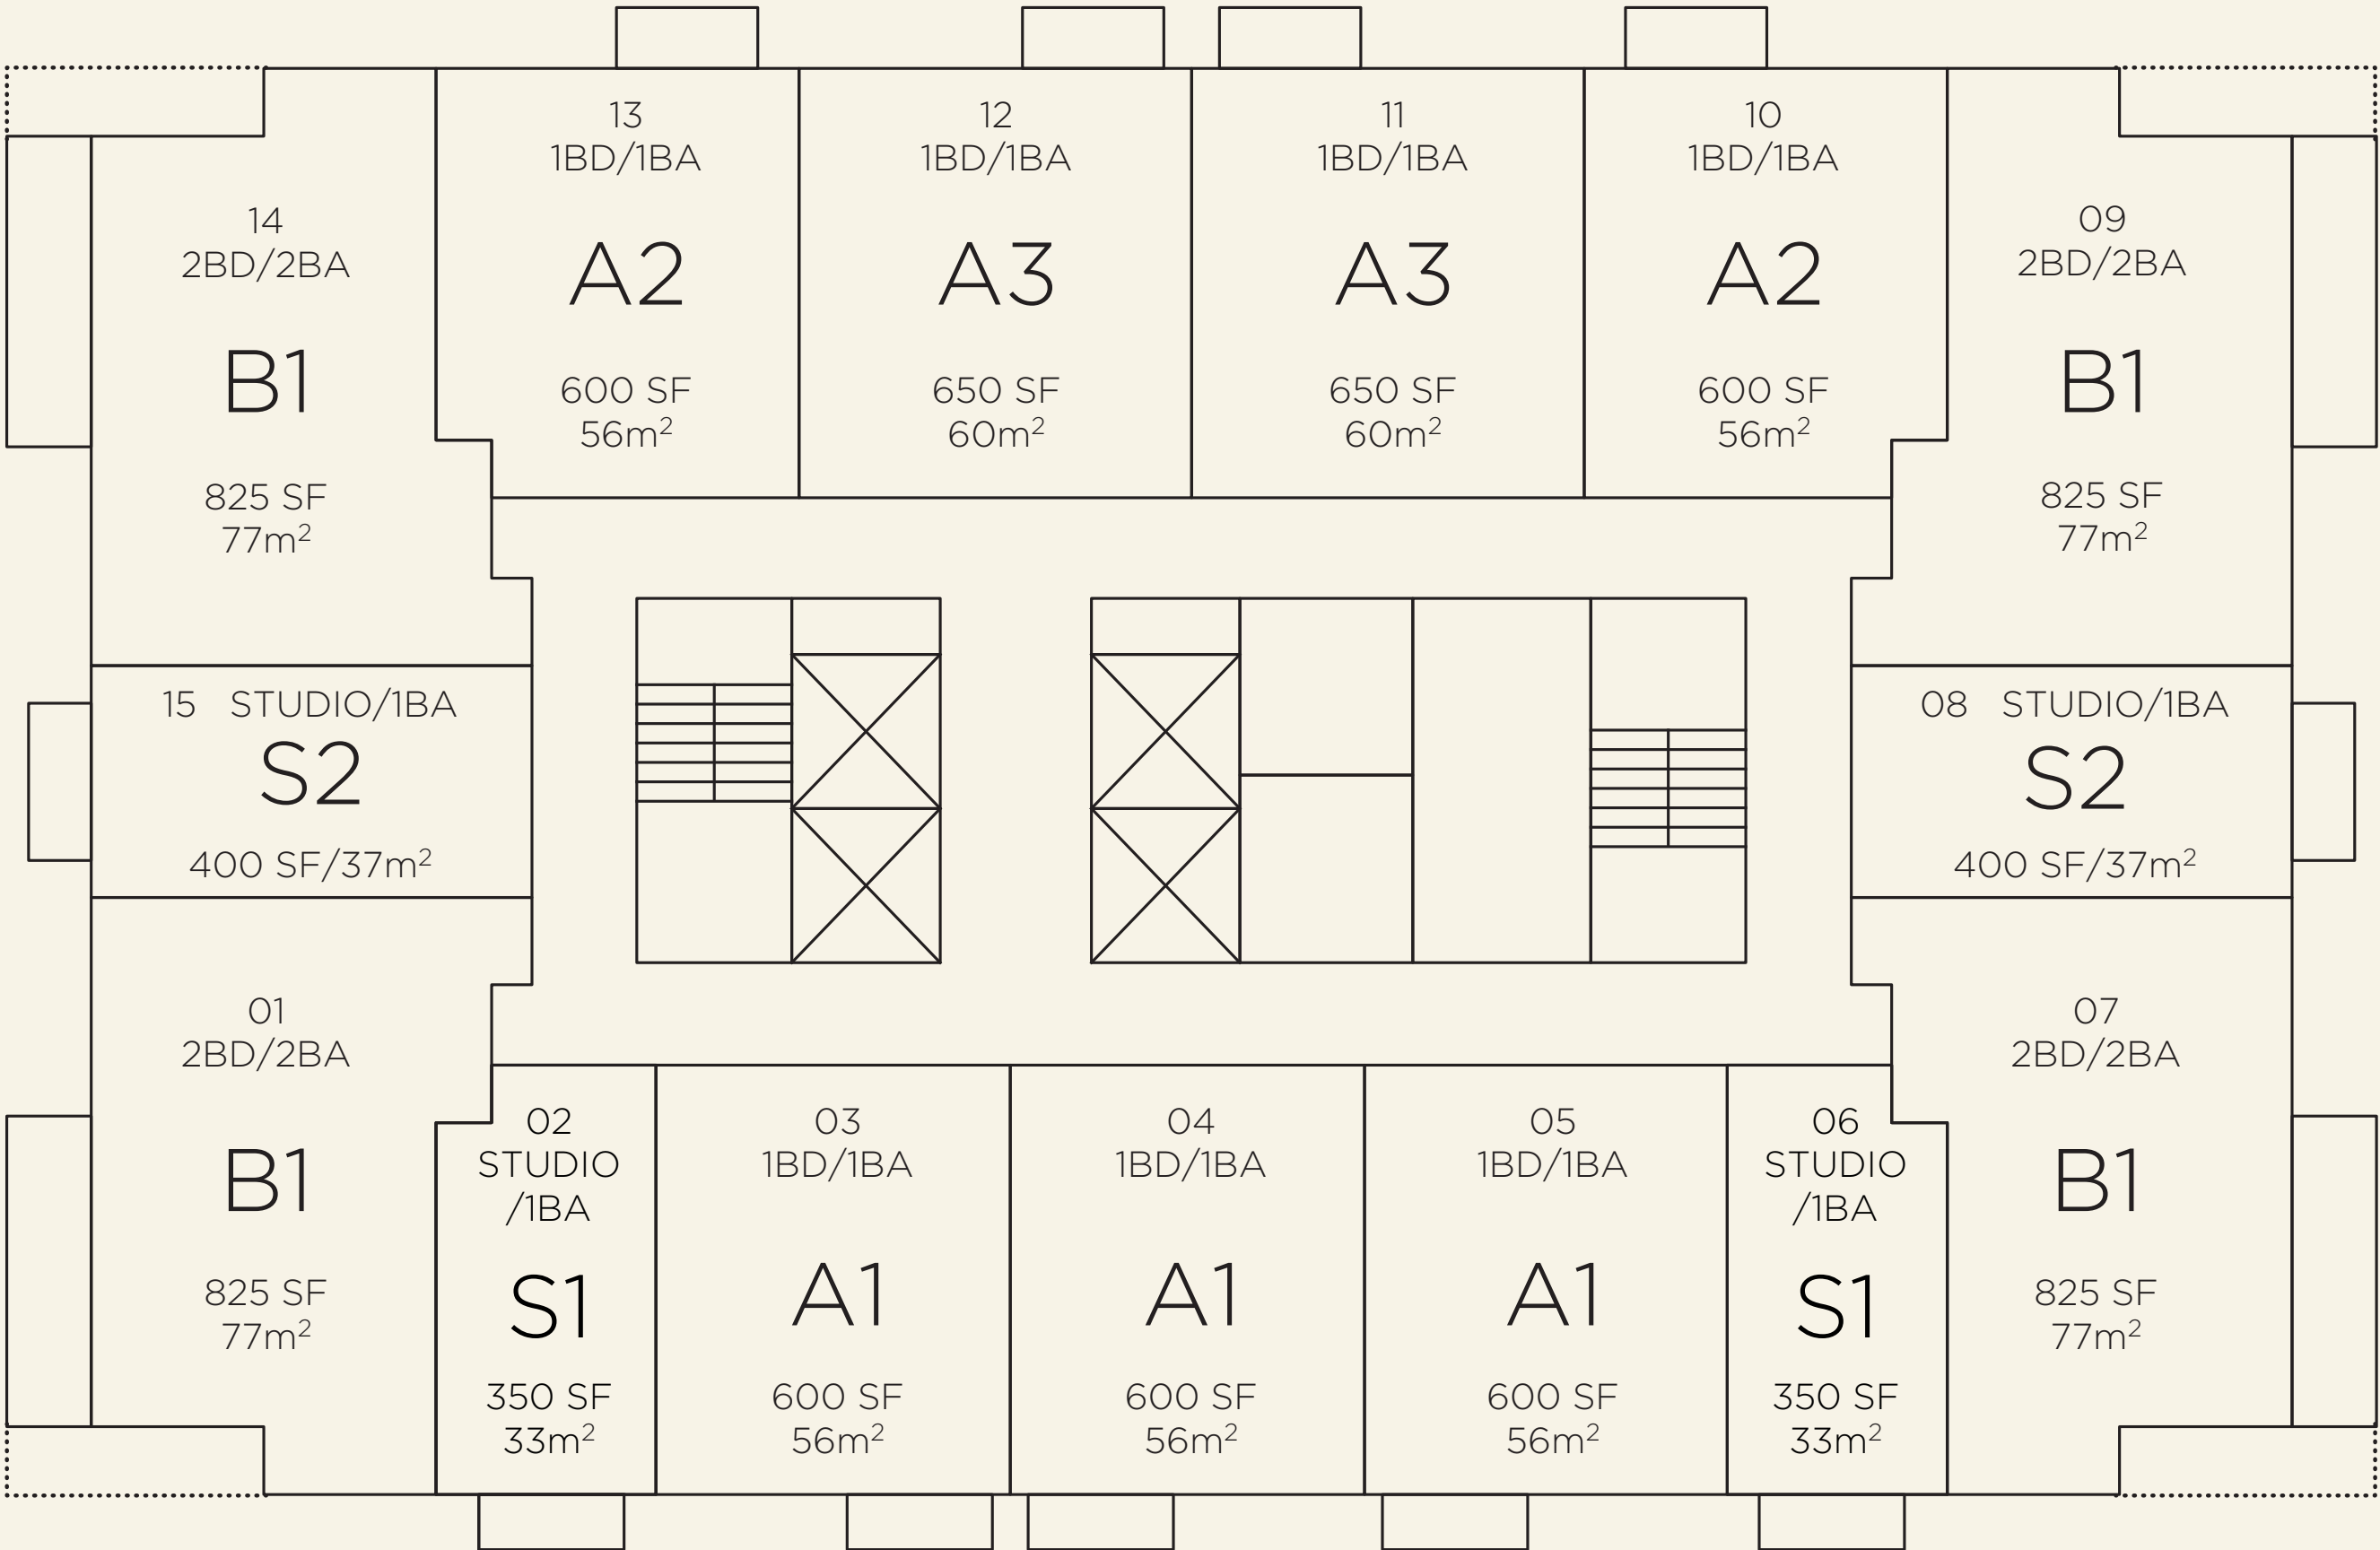 13
1BD/1BA
A2
600 SF
56m²
12
1BD/1BA
A3
650 SF
60m²
11
1BD/1BA
A3
650 SF
60m²
10
1BD/1BA
A2
600 SF
56m²
14
2BD/2BA
B1
825 SF
77m²
09
2BD/2BA
B1
825 SF
77m²
15 STUDIO/1BA
S2
400 SF/37m²
08 STUDIO/1BA
S2
400 SF/37m²
01
2BD/2BA
B1
825 SF
77m²
02
STUDIO
/1BA
S1
350 SF
33m²
03
1BD/1BA
A1
600 SF
56m²
04
1BD/1BA
A1
600 SF
56m²
05
1BD/1BA
A1
600 SF
56m²
06
STUDIO
/1BA
S1
350 SF
33m²
07
2BD/2BA
B1
825 SF
77m²